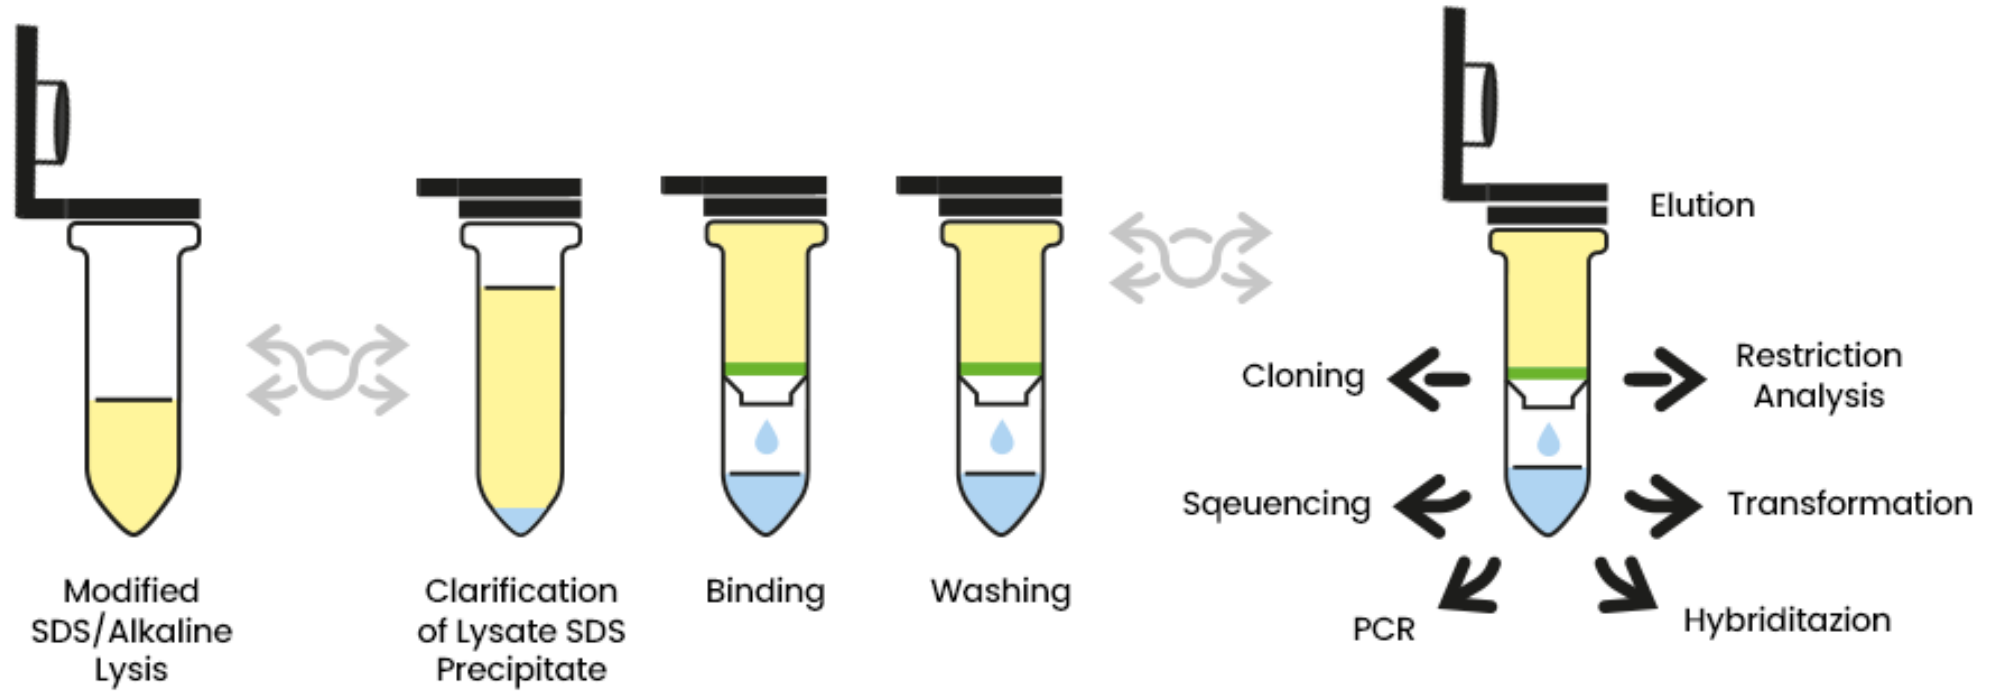 Modified
SDS/Alkaline
Lysis
Clarification
of Lysate SDS
Precipitate
Binding
Washing
Elution
Cloning
Restriction
Analysis
Sqeuencing
Transformation
PCR
Hybriditazion